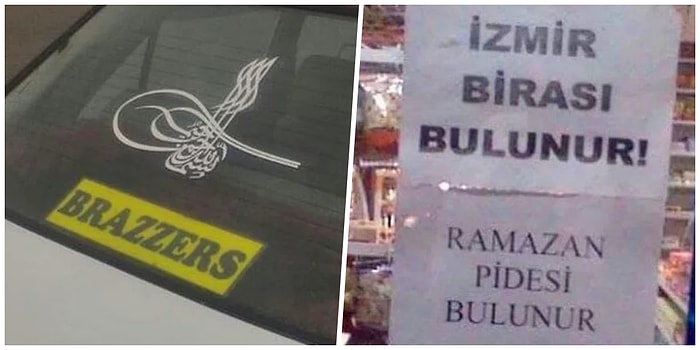 BRAZZERS
İZMİR
BİRASI
BULUNUR!
RAMAZAN
PİDESİ
BULUNUR